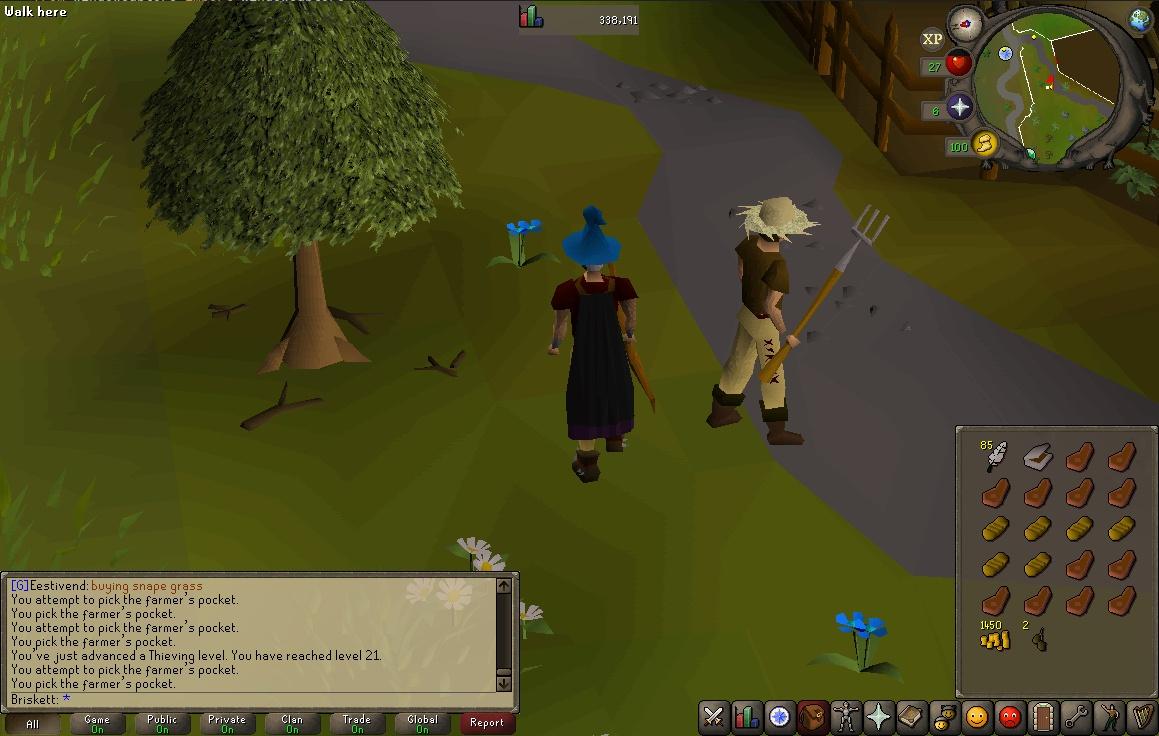 Walk here
338,191
XP
27
6
100
85
1450
2
[G]Eestivend: buying snape grass
You attempt to pick the farmer's pocket.
You pick the farmer's pocket.
You attempt to pick the farmer's pocket.
You pick the farmer's pocket.
You've just advanced a Thieving level. You have reached level 21.
You attempt to pick the farmer's pocket.
You pick the farmer's pocket.
Briskett: *
All
Game On
Public On
Private On
Clan On
Trade On
Global On
Report